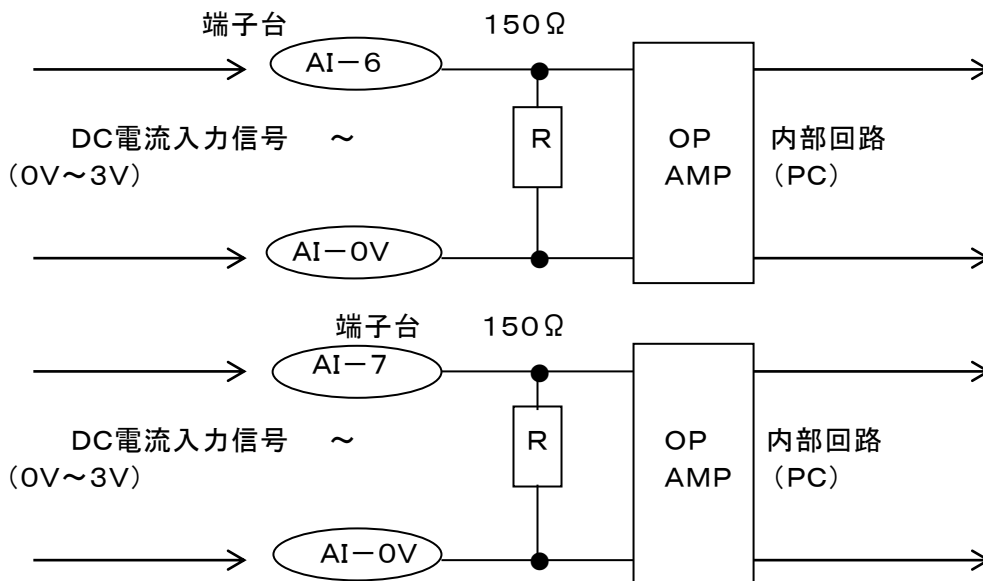 端子台 150Ω
AI−6
DC電流入力信号 ～ R OP 内部回路
(0V～3V) AMP (PC)
AI−0V
端子台 150Ω
AI−7
DC電流入力信号 ～ R OP 内部回路
(0V～3V) AMP (PC)
AI−0V